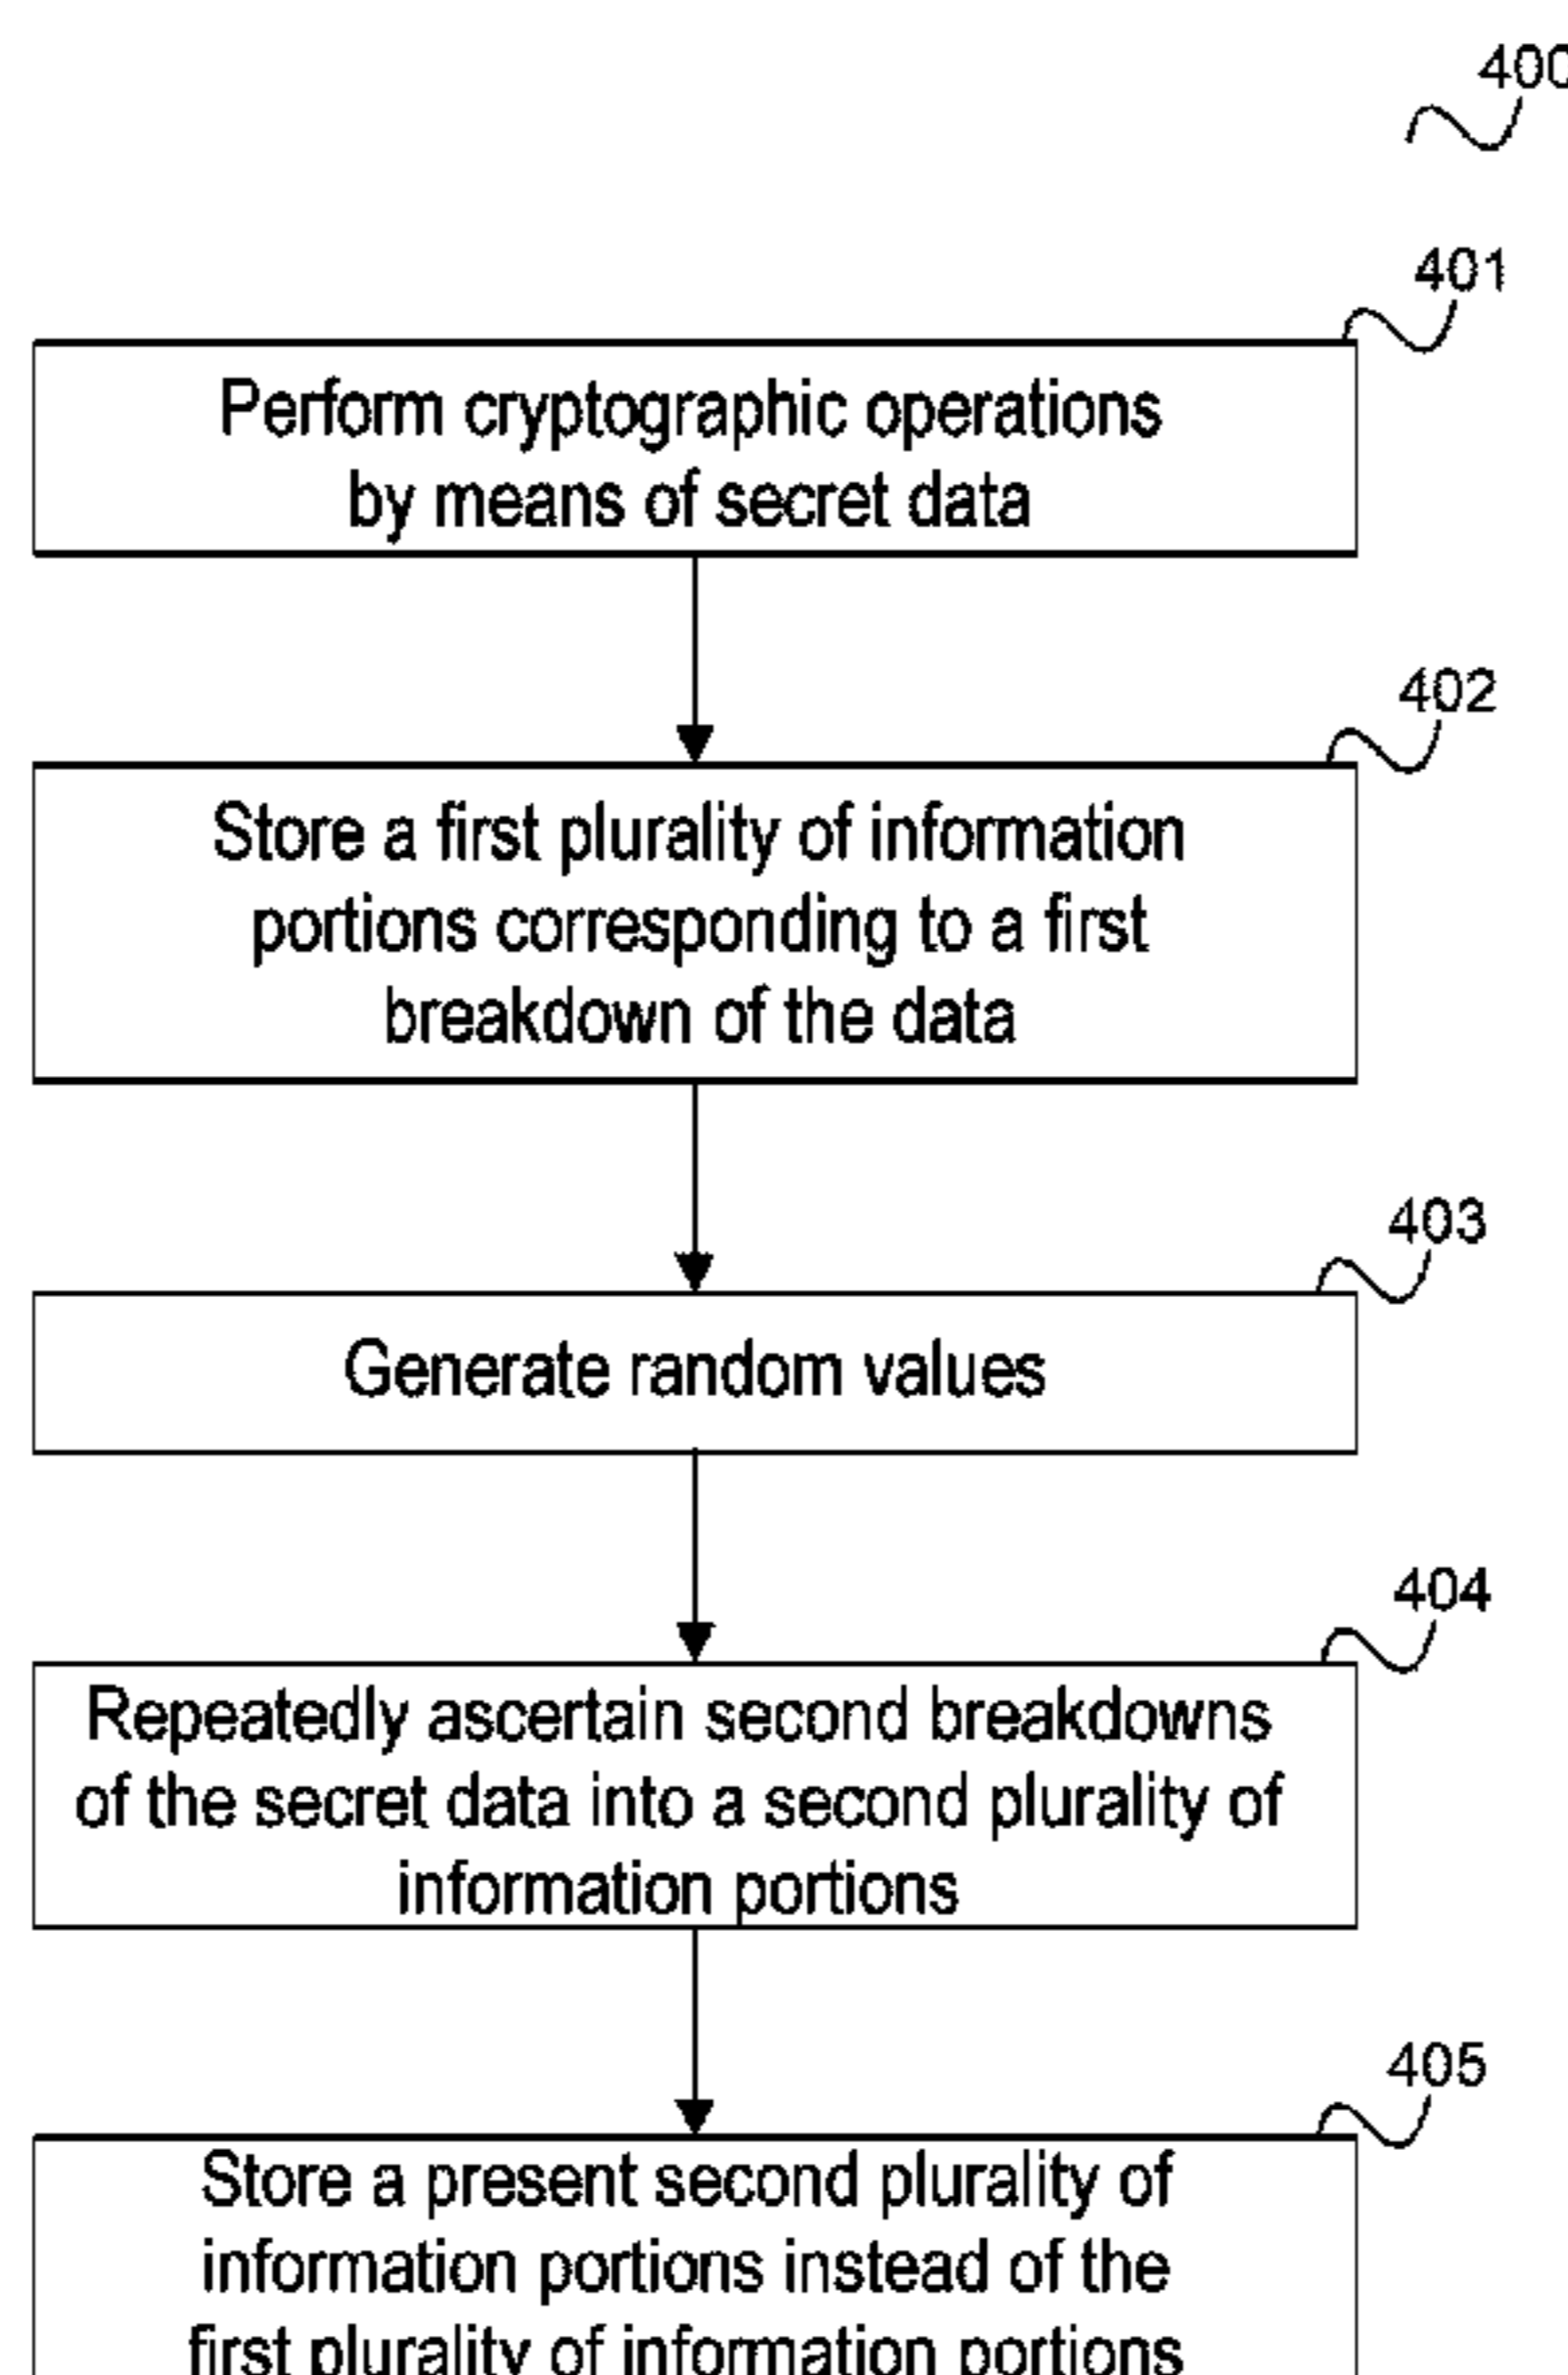 400
401
Perform cryptographic operations
by means of secret data
402
Store a first plurality of information
portions corresponding to a first
breakdown of the data
403
Generate random values
404
Repeatedly ascertain second breakdowns
of the secret data into a second plurality of
information portions
405
Store a present second plurality of
information portions instead of the
first plurality of information portions